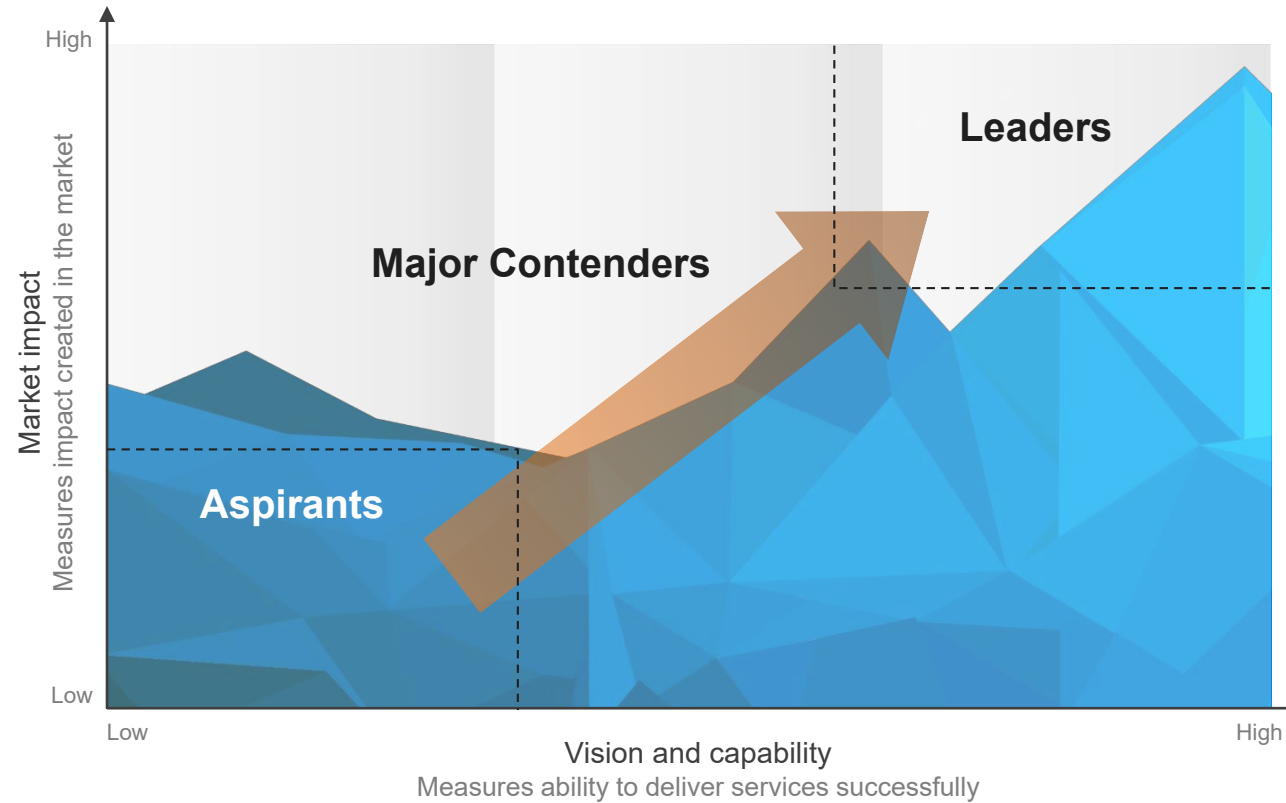 High
Leaders
Major Contenders
Market impact
Measures impact created in the market
Aspirants
Low
Low
High
Vision and capability
Measures ability to deliver services successfully